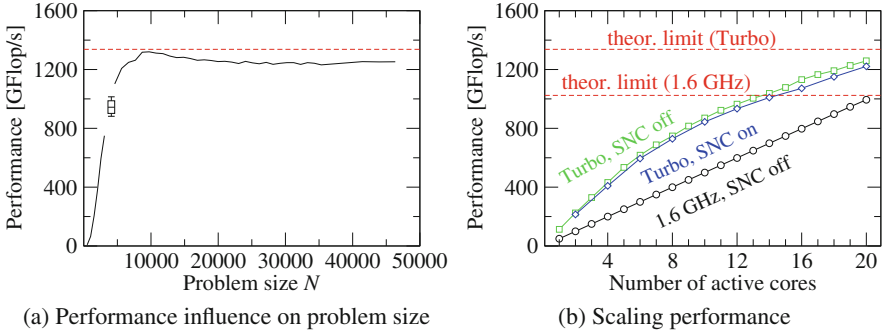 1600
1200
800
400
0
Performance [GFlop/s]
10000 20000 30000 40000 50000
Problem size N
(a) Performance influence on problem size
1600
1200
800
400
0
Performance [GFlop/s]
theor. limit (Turbo)
theor. limit (1.6 GHz)
Turbo, SNC off
Turbo, SNC on
1.6 GHz, SNC off
4 8 12 16 20
Number of active cores
(b) Scaling performance